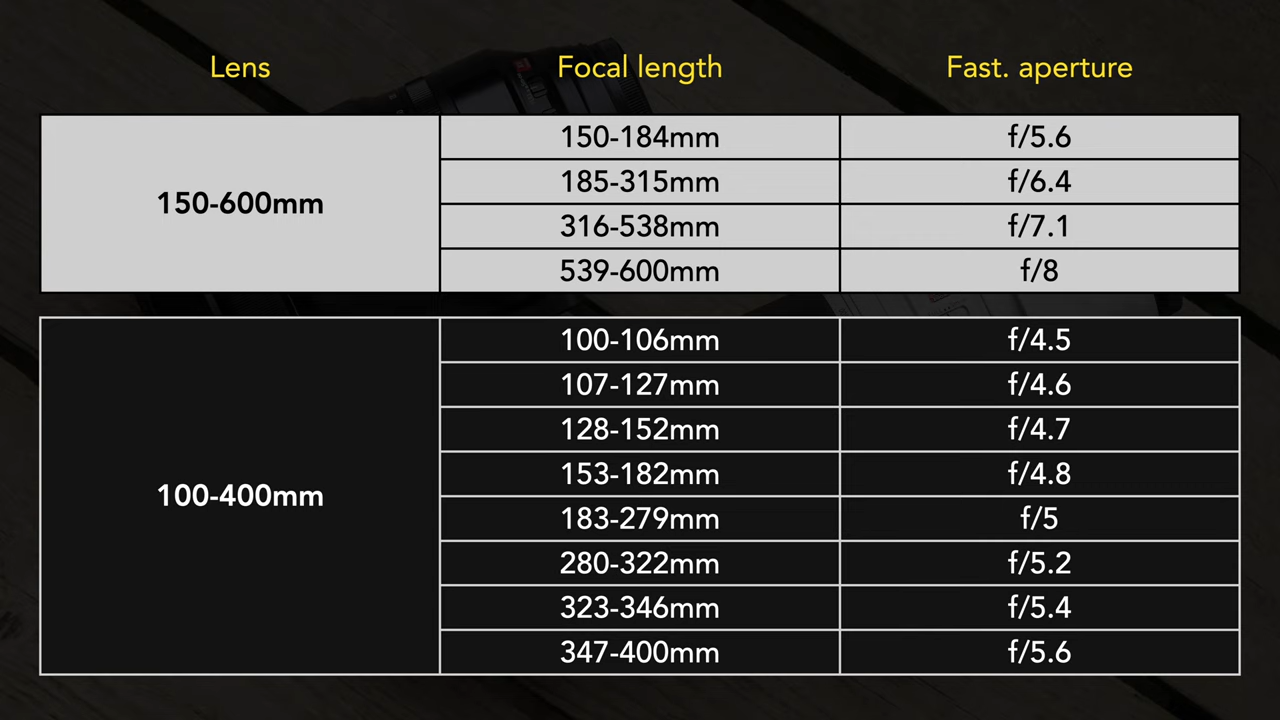 Lens Focal length Fast. aperture
150-600mm
150-184mm f/5.6
185-315mm f/6.4
316-538mm f/7.1
539-600mm f/8
100-400mm
100-106mm f/4.5
107-127mm f/4.6
128-152mm f/4.7
153-182mm f/4.8
183-279mm f/5
280-322mm f/5.2
323-346mm f/5.4
347-400mm f/5.6